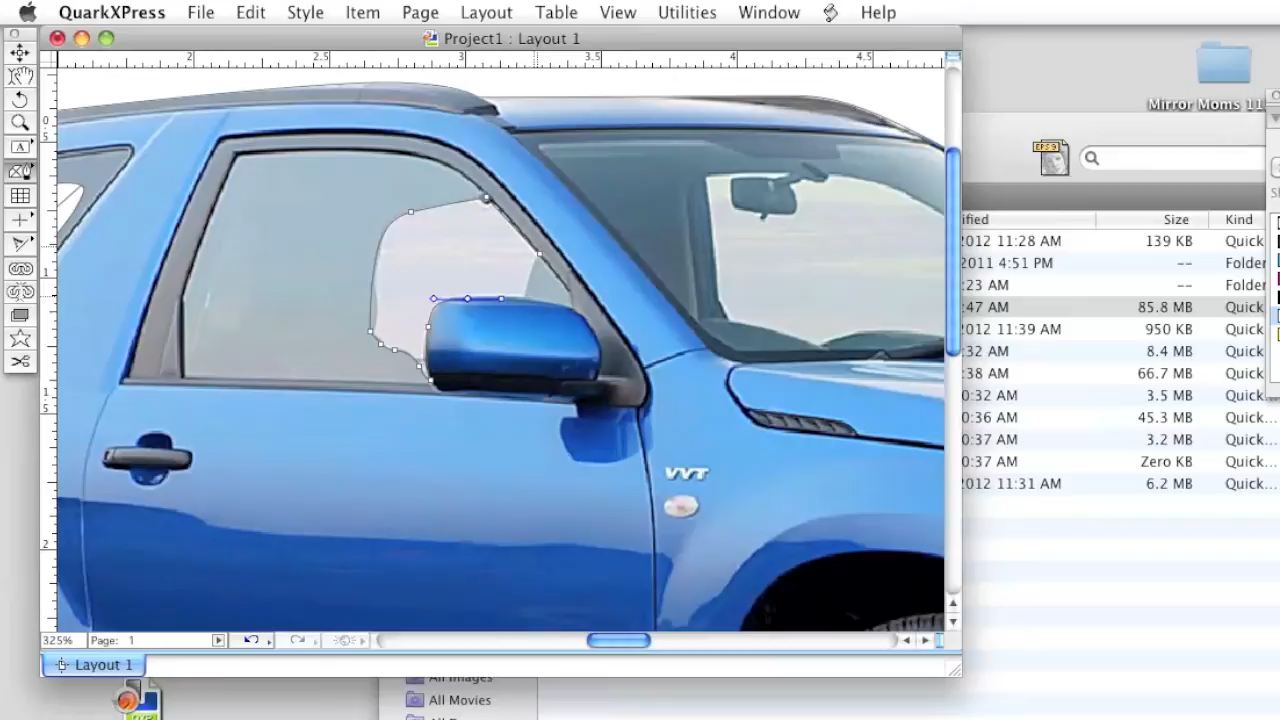 QuarkXPress File Edit Style Item Page Layout Table View Utilities Window Help
Project1 : Layout 1
2 2.5 3 3.5 4 4.5
Mirror Moms 11
EPS 9
ified Size Kind
2012 11:28 AM 139 KB Quick...
2011 4:51 PM -- Folder
:23 AM -- Folder
:47 AM 85.8 MB Quick...
2012 11:39 AM 950 KB Quick...
:32 AM 8.4 MB Quick...
:38 AM 66.7 MB Quick...
0:32 AM 3.5 MB Quick...
0:36 AM 45.3 MB Quick...
0:37 AM 3.2 MB Quick...
0:37 AM Zero KB Quick...
2012 11:31 AM 6.2 MB Quick...
VVT
325% Page: 1
Layout 1
All Images
All Movies